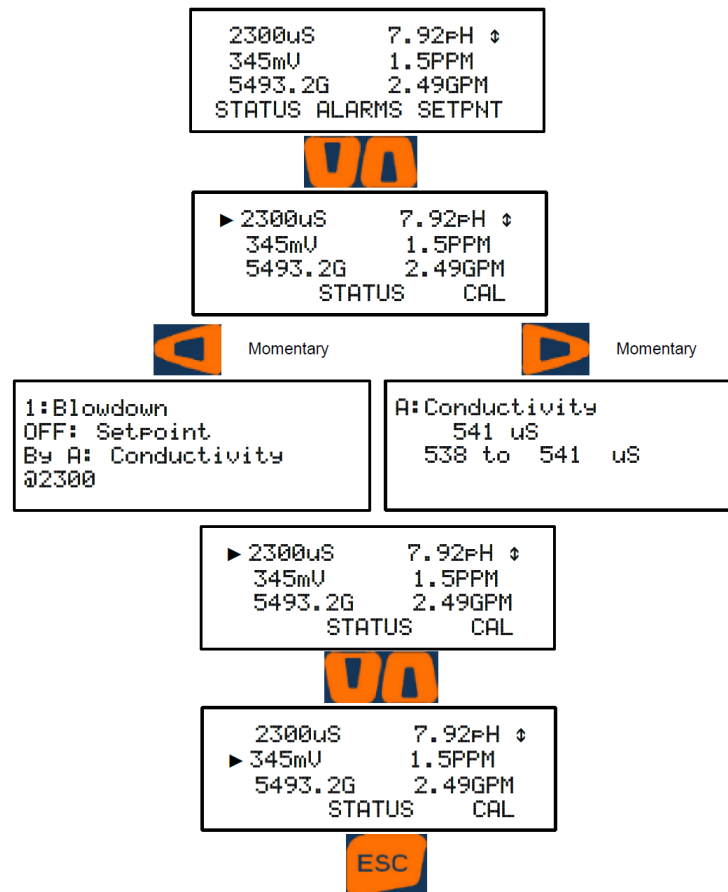 2300uS 7.92pH ⇕
345mV 1.5PPM
5493.2G 2.49GPM
STATUS ALARMS SETPNT
▶ 2300uS 7.92pH ⇕
345mV 1.5PPM
5493.2G 2.49GPM
STATUS CAL
Momentary
Momentary
1:Blowdown
OFF: Setpoint
By A: Conductivity
@2300
A:Conductivity
541 uS
538 to 541 uS
▶ 2300uS 7.92pH ⇕
345mV 1.5PPM
5493.2G 2.49GPM
STATUS CAL
2300uS 7.92pH ⇕
▶ 345mV 1.5PPM
5493.2G 2.49GPM
STATUS CAL
ESC